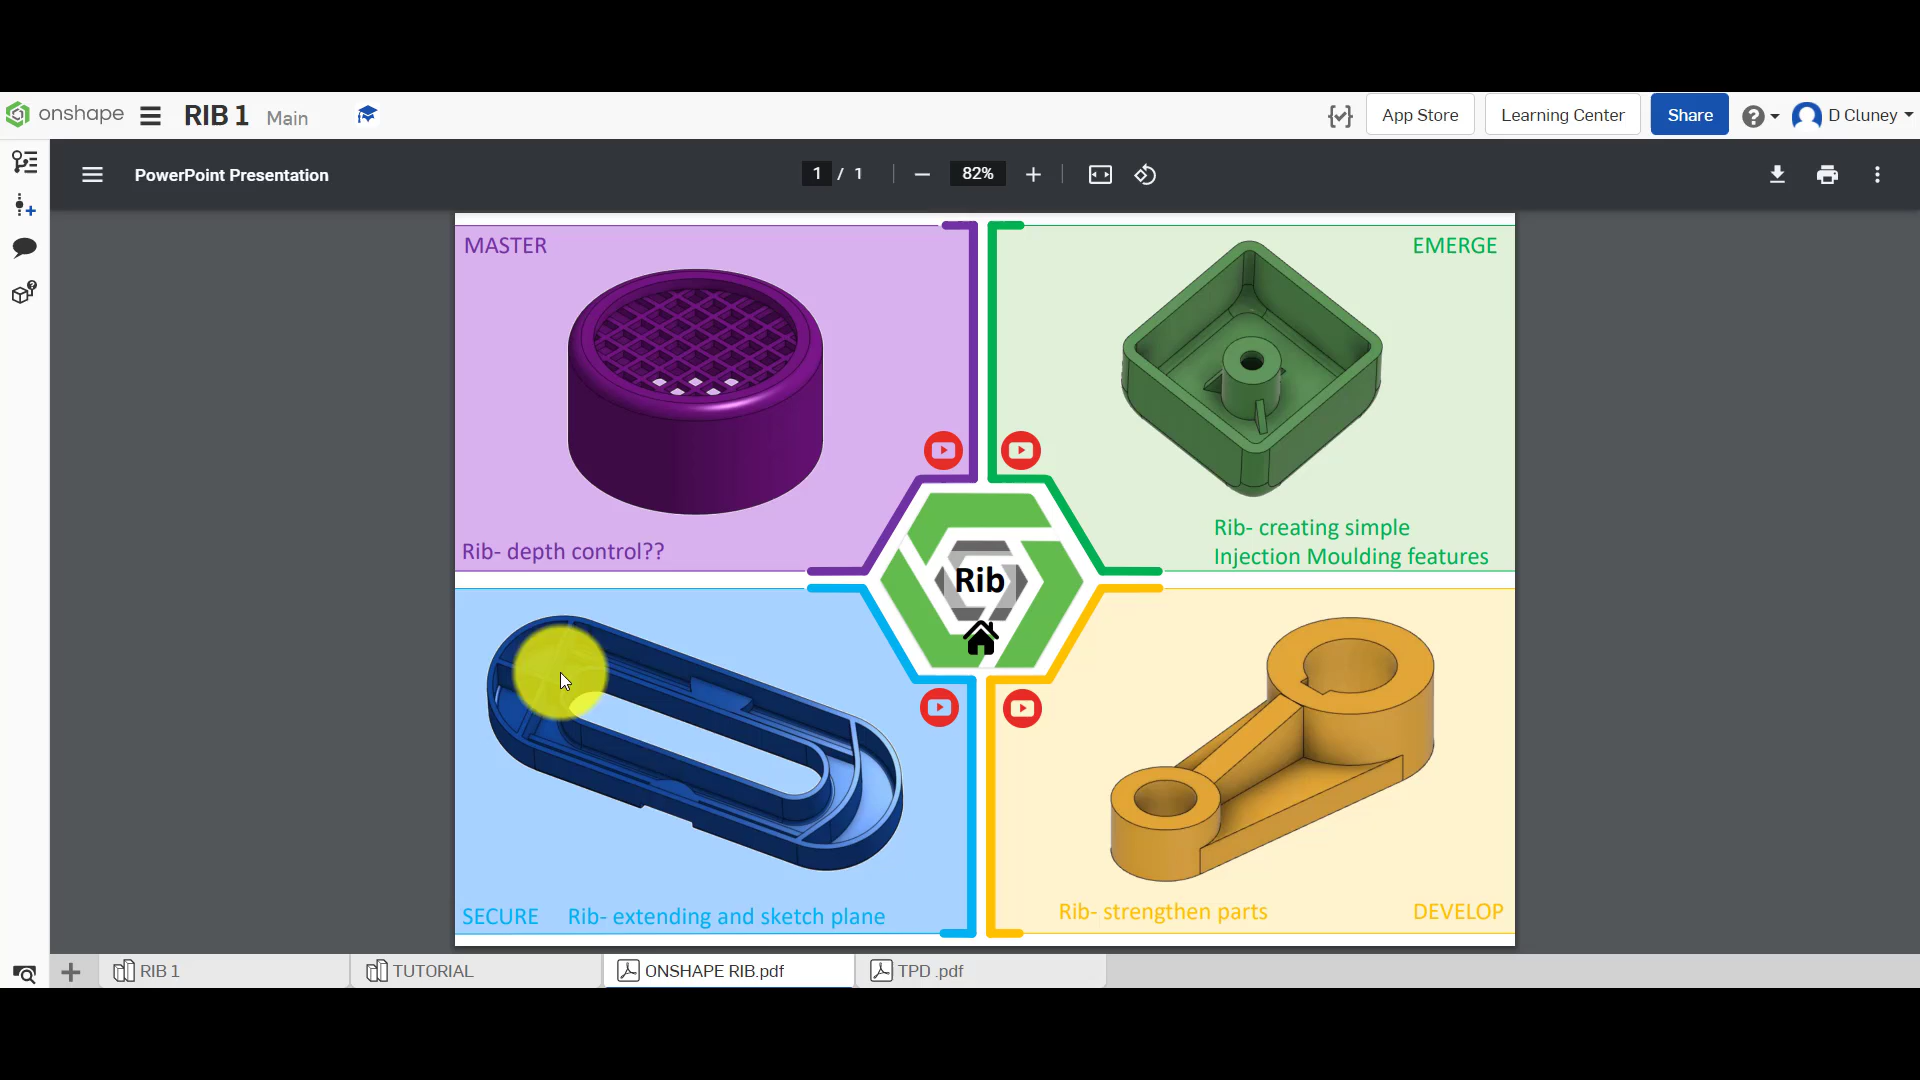 onshape RIB 1 Main App Store Learning Center Share D Cluney
PowerPoint Presentation 1 / 1 82%
MASTER
Rib- depth control??
EMERGE
Rib- creating simple
Injection Moulding features
Rib
SECURE Rib- extending and sketch plane
Rib- strengthen parts DEVELOP
RIB 1 TUTORIAL ONSHAPE RIB.pdf TPD .pdf